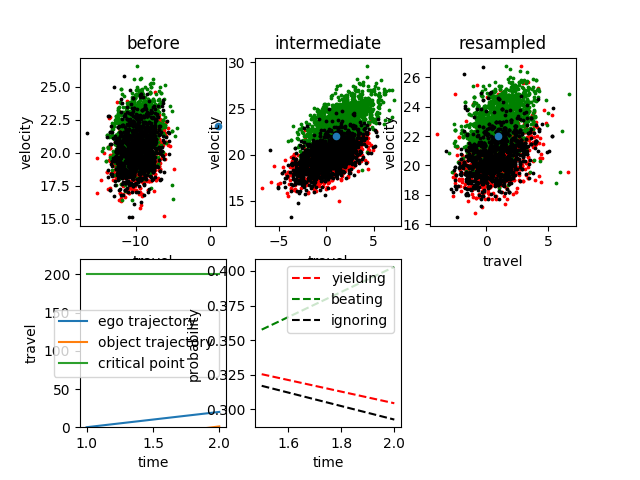 before
intermediate
resampled
velocity
25.0
22.5
20.0
17.5
15.0
−10
0
travel
velocity
30
25
20
15
−5
0
5
travel
velocity
26
24
22
20
18
16
0
5
travel
travel
200
150
100
50
0
ego trajectory
object trajectory
critical point
1.0
1.5
2.0
time
probability
0.400
0.375
0.350
0.325
0.300
yielding
beating
ignoring
1.6
1.8
2.0
time